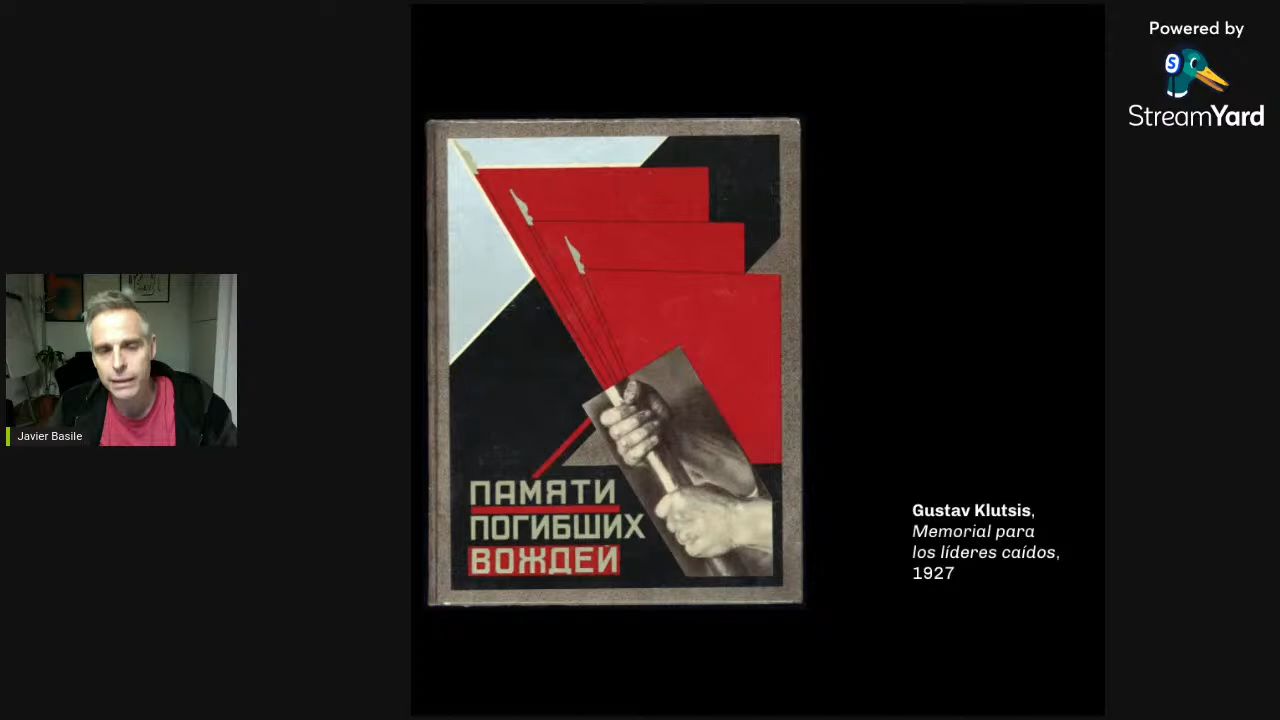 Powered by
S
StreamYard
ПАМЯТИ
ПОГИБШИХ
ВОЖДЕЙ
Javier Basile
Gustav Klutsis,
Memorial para
los líderes caídos,
1927